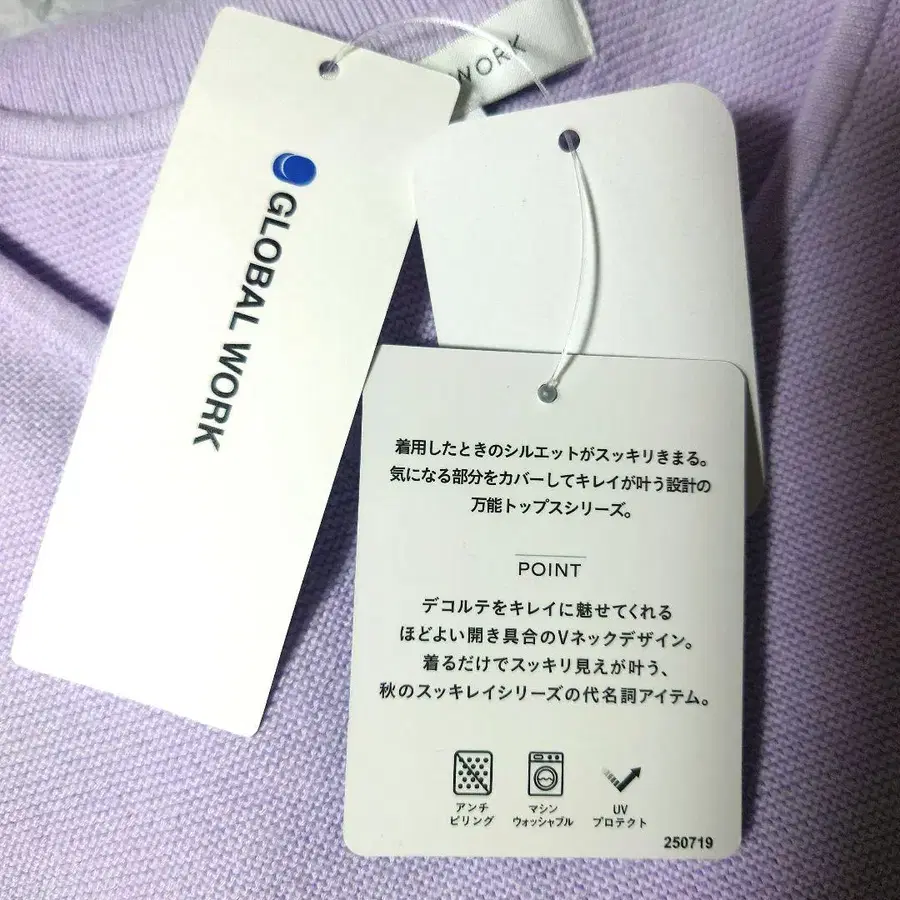 WORK
GLOBAL WORK
着用したときのシルエットがスッキリきまる。
気になる部分をカバーしてキレイが叶う設計の
万能トップスシリーズ。
POINT
デコルテをキレイに魅せてくれる
ほどよい開き具合のVネックデザイン。
着るだけでスッキリ見えが叶う、
秋のスッキレイシリーズの代名詞アイテム。
アンチ
ピリング
マシン
ウォッシャブル
UV
プロテクト
250719